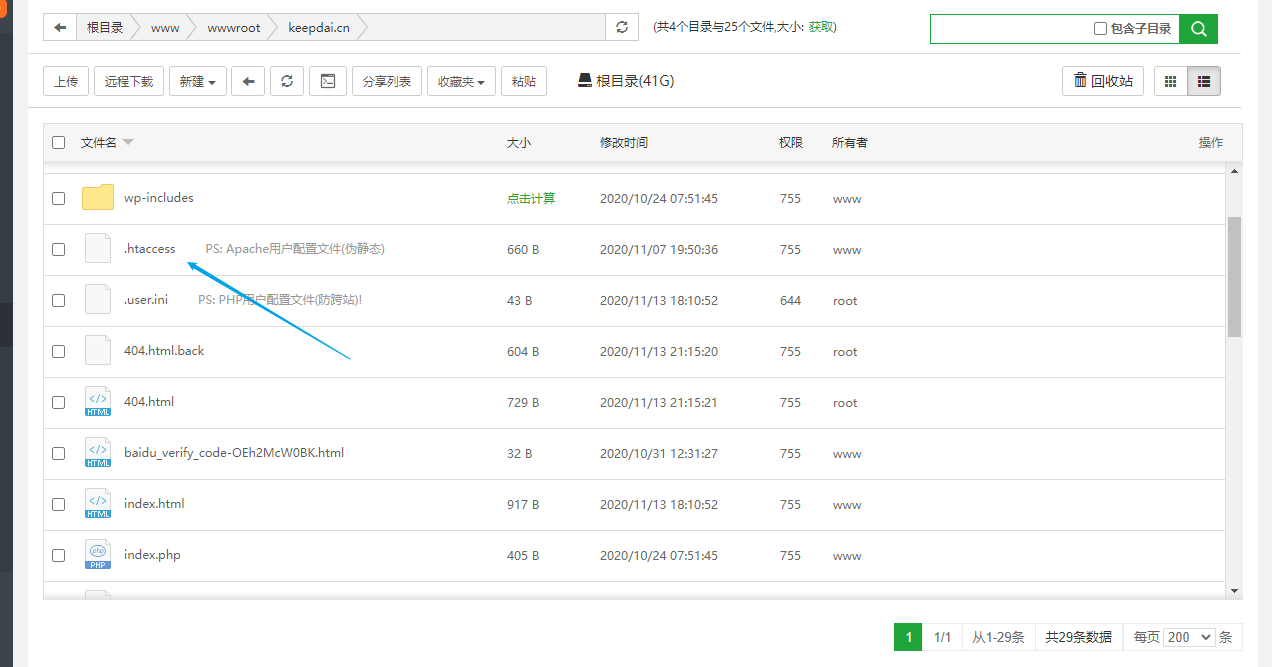 根目录 www wwwroot keepdai.cn (共4个目录与25个文件,大小: 获取) 包含子目录
上传 远程下载 新建 分享列表 收藏夹 粘贴 根目录(41G) 回收站
文件名 大小 修改时间 权限 所有者 操作
wp-includes 点击计算 2020/10/24 07:51:45 755 www
.htaccess PS: Apache用户配置文件(伪静态) 660 B 2020/11/07 19:50:36 755 www
.user.ini PS: PHP用户配置文件(防跨站)! 43 B 2020/11/13 18:10:52 644 root
404.html.back 604 B 2020/11/13 21:15:20 755 root
HTML 404.html 729 B 2020/11/13 21:15:21 755 root
HTML baidu_verify_code-OEh2McW0BK.html 32 B 2020/10/31 12:31:27 755 www
HTML index.html 917 B 2020/11/13 18:10:52 755 www
php PHP index.php 405 B 2020/10/24 07:51:45 755 www
1 1/1 从1-29条 共29条数据 每页 200 条